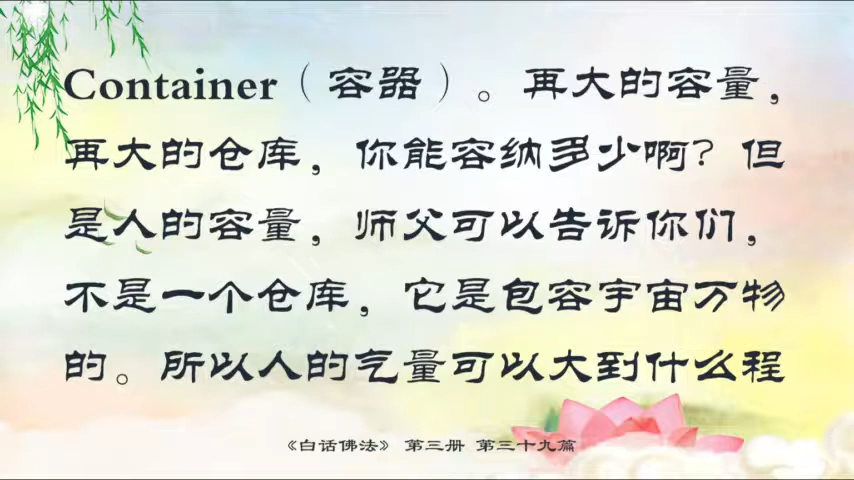 Container（容器）。再大的容量，
再大的仓库，你能容纳多少啊？但
是人的容量，师父可以告诉你们，
不是一个仓库，它是包容宇宙万物
的。所以人的气量可以大到什么程
《白话佛法》 第三册 第三十九篇